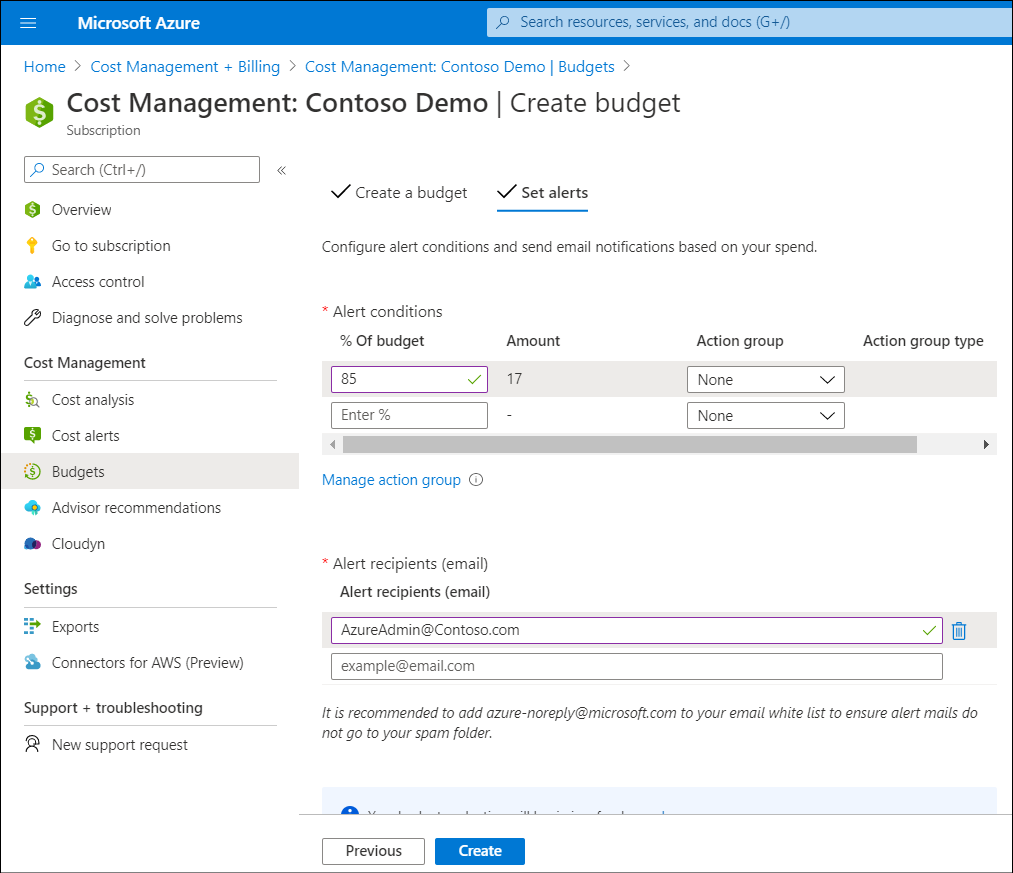 Microsoft Azure
Search resources, services, and docs (G+/)
Home > Cost Management + Billing > Cost Management: Contoso Demo | Budgets >
Cost Management: Contoso Demo | Create budget
Subscription
Search (Ctrl+/)
«
Overview
Go to subscription
Access control
Diagnose and solve problems
Cost Management
Cost analysis
Cost alerts
Budgets
Advisor recommendations
Cloudyn
Settings
Exports
Connectors for AWS (Preview)
Support + troubleshooting
New support request
Create a budget
Set alerts
Configure alert conditions and send email notifications based on your spend.
* Alert conditions
% Of budget Amount Action group Action group type
85 17 None
Enter % - None
Manage action group
* Alert recipients (email)
Alert recipients (email)
AzureAdmin@Contoso.com
example@email.com
It is recommended to add azure-noreply@microsoft.com to your email white list to ensure alert mails do
not go to your spam folder.
Previous
Create